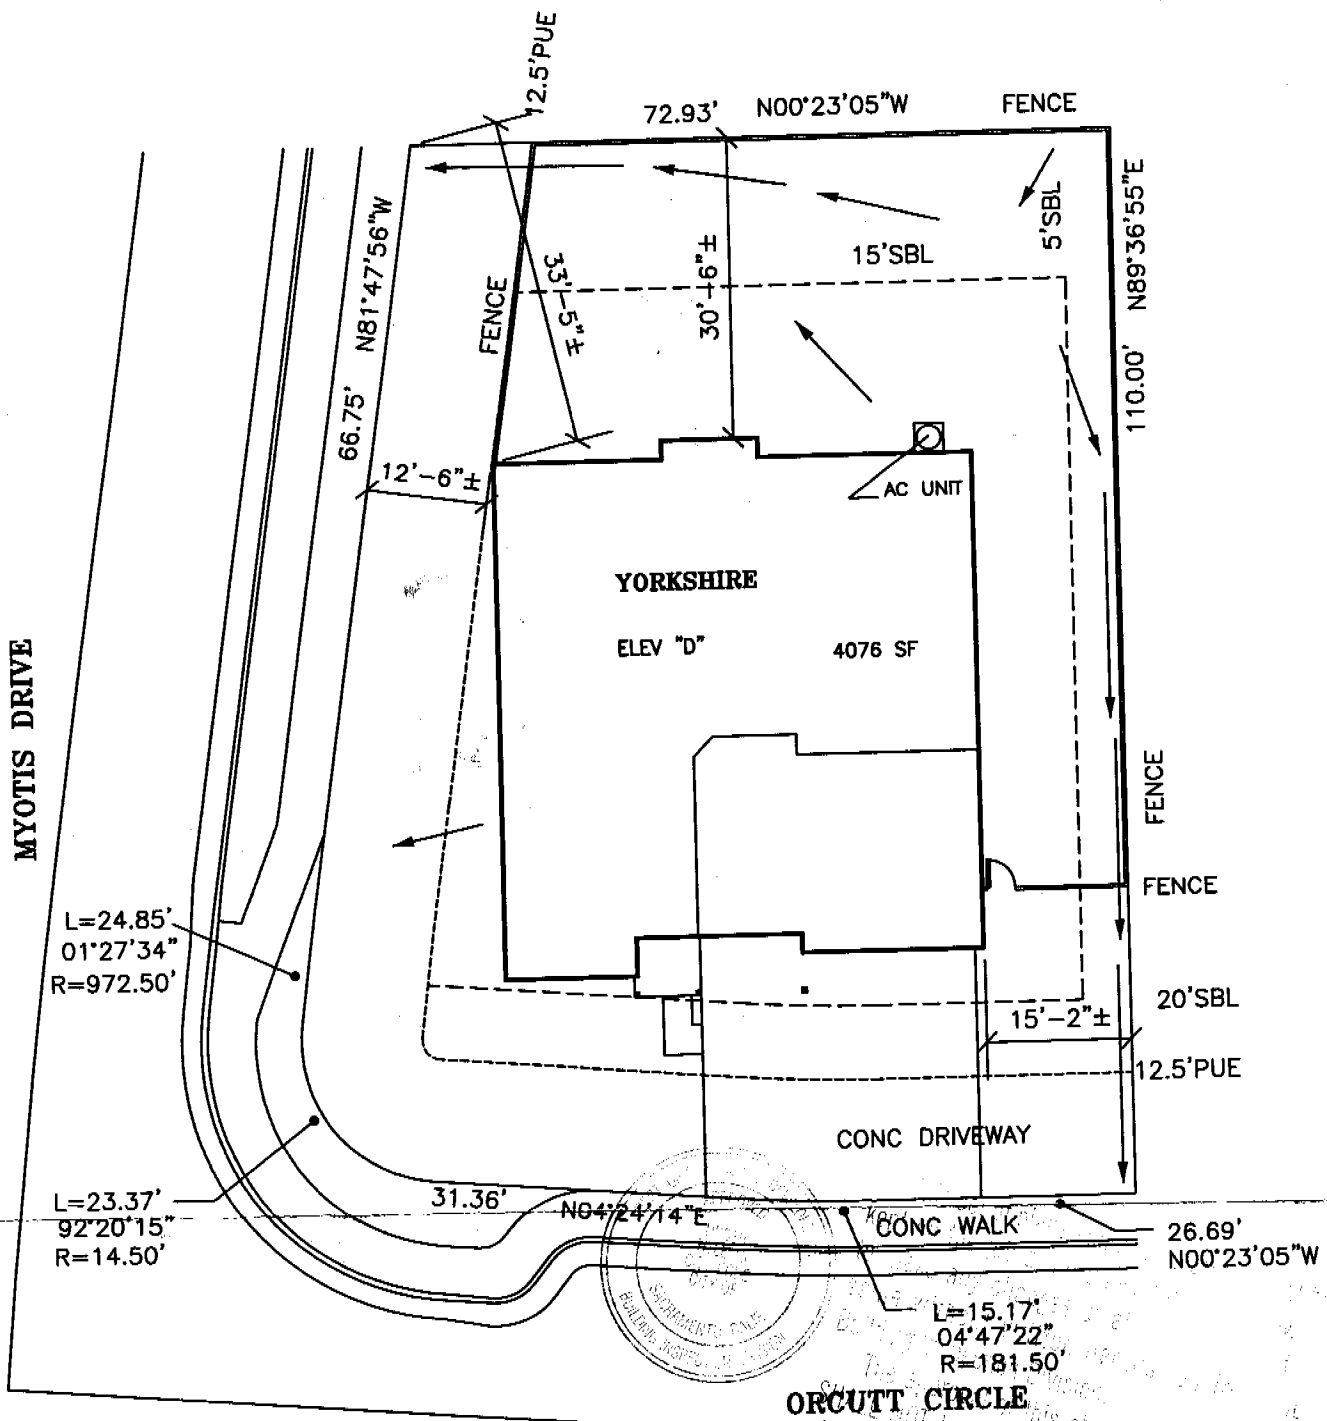 12.5'PUE
72.93'
N00°23'05"W
FENCE
N81°47'56"W
66.75'
FENCE
33'-5"±
30'-6"±
15'SBL
5'SBL
N89°36'55"E
110.00'
12'-6"±
AC UNIT
YORKSHIRE
ELEV "D"
4076 SF
MYOTIS DRIVE
FENCE
FENCE
L=24.85'
01°27'34"
R=972.50'
20'SBL
15'-2"±
12.5'PUE
CONC DRIVEWAY
L=23.37'
92°20'15"
R=14.50'
31.36'
N04°24'14"E
CONC WALK
26.69'
N00°23'05"W
L=15.17'
04°47'22"
R=181.50'
ORCUTT CIRCLE
SACRAMENTO
BUILDING INSPECTION DIVISION